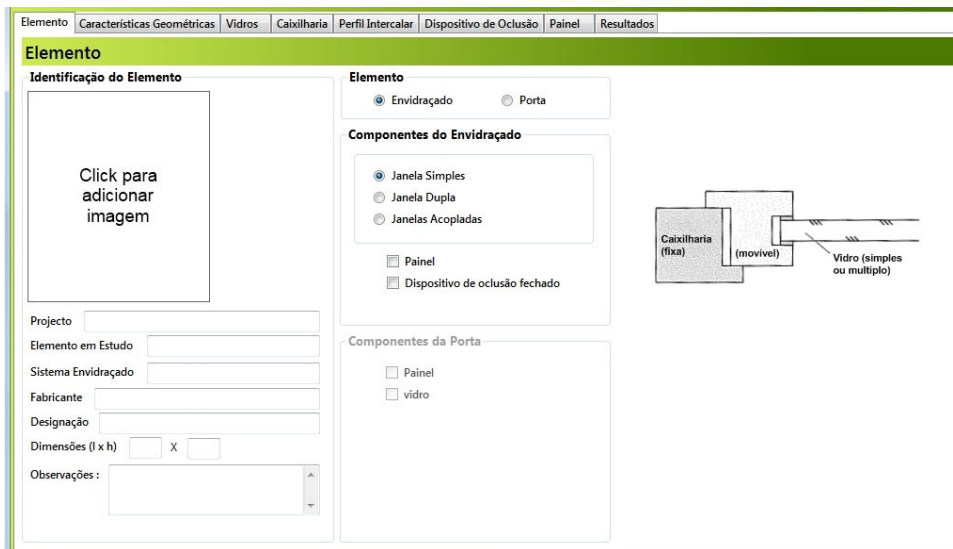 Elemento Características Geométricas Vidros Caixilharia Perfil Intercalar Dispositivo de Oclusão Painel Resultados
Elemento
Identificação do Elemento
Click para
adicionar
imagem
Projecto
Elemento em Estudo
Sistema Envidraçado
Fabricante
Designação
Dimensões (l x h) X
Observações :
Elemento
Envidraçado Porta
Componentes do Envidraçado
Janela Simples
Janela Dupla
Janelas Acopladas
Painel
Dispositivo de oclusão fechado
Componentes da Porta
Painel
vidro
Caixilharia
(fixa)
(movível)
Vidro (simples
ou multiplo)